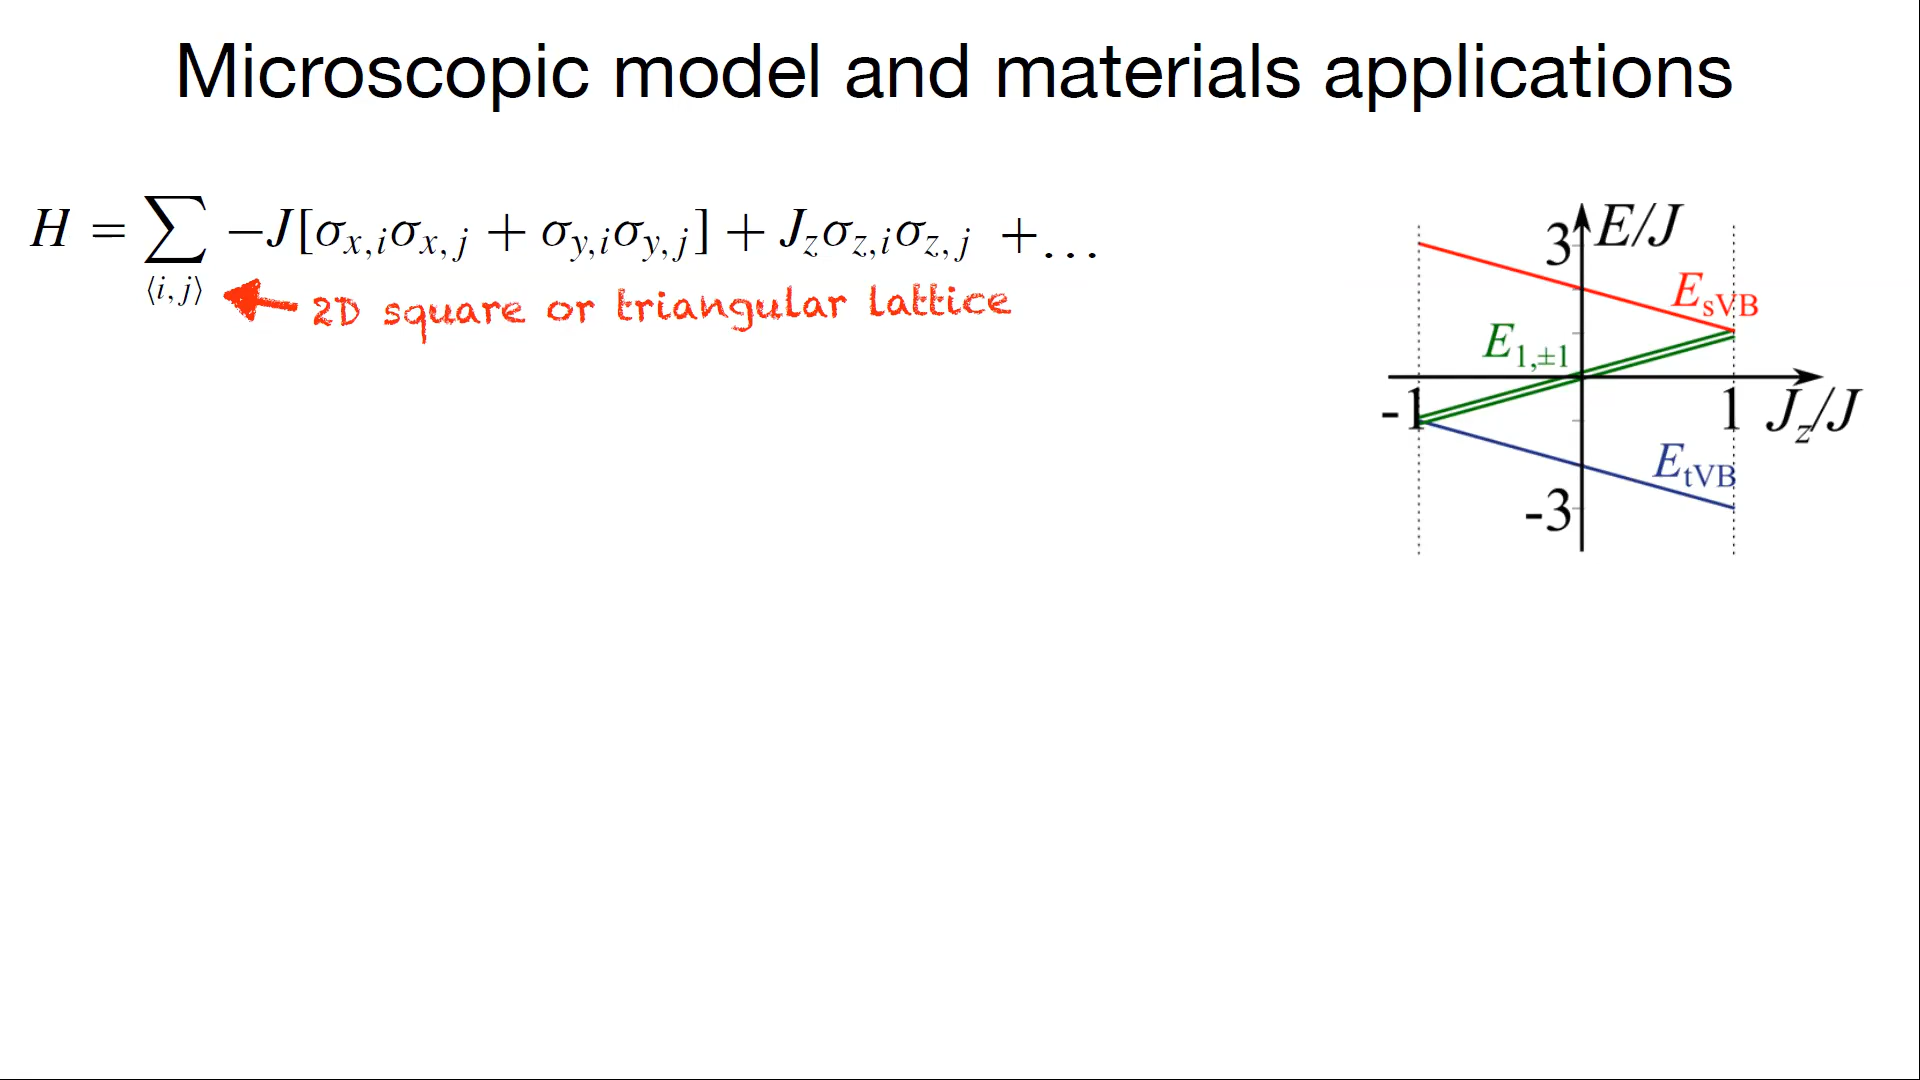 Microscopic model and materials applications
H = ∑ −J[σx,iσx,j + σy,iσy,j] + Jzσz,iσz,j + ...
⟨i,j⟩
2D square or triangular lattice
E/J
3
EsVB
E1,±1
-1
1
Jz/J
EtVB
-3